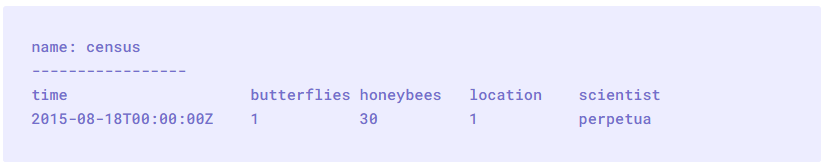 name: census
-----------------
time butterflies honeybees location scientist
2015-08-18T00:00:00Z 1 30 1 perpetua